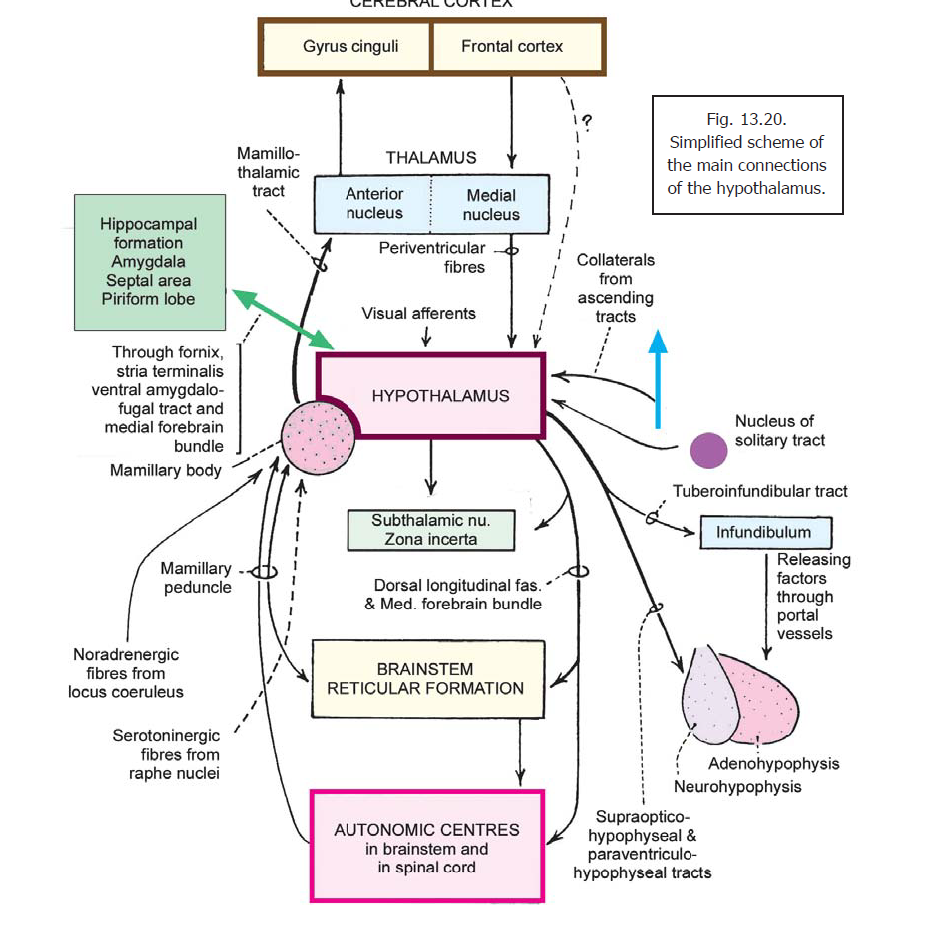 CEREBRAL CORTEX
Gyrus cinguli
Frontal cortex
?
Fig. 13.20.
Simplified scheme of
the main connections
of the hypothalamus.
Mamillo-
thalamic
tract
THALAMUS
Anterior
nucleus
Medial
nucleus
Hippocampal
formation
Amygdala
Septal area
Piriform lobe
Periventricular
fibres
Collaterals
from
ascending
tracts
Visual afferents
Through fornix,
stria terminalis
ventral amygdalo-
fugal tract and
medial forebrain
bundle
HYPOTHALAMUS
Nucleus of
solitary tract
Mamillary body
Tuberoinfundibular tract
Subthalamic nu.
Zona incerta
Infundibulum
Releasing
factors
through
portal
vessels
Mamillary
peduncle
Dorsal longitudinal fas.
& Med. forebrain bundle
Noradrenergic
fibres from
locus coeruleus
BRAINSTEM
RETICULAR FORMATION
Serotoninergic
fibres from
raphe nuclei
Adenohypophysis
Neurohypophysis
Supraoptico-
hypophyseal &
paraventriculo-
hypophyseal tracts
AUTONOMIC CENTRES
in brainstem and
in spinal cord